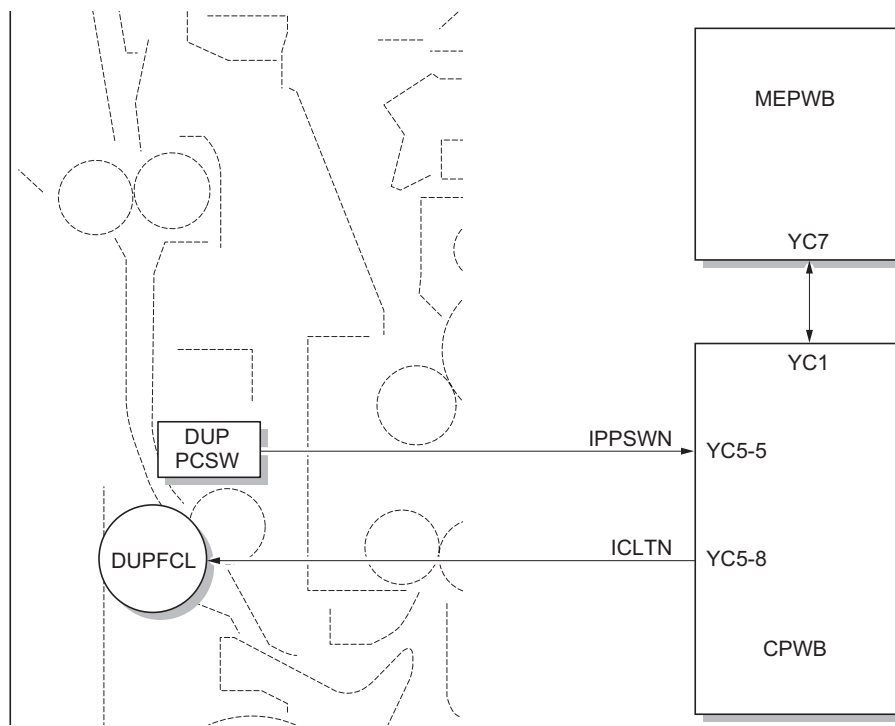 MEPWB
YC7
YC1
DUP
PCSW
IPPSWN
YC5-5
DUPFCL
ICLTN
YC5-8
CPWB